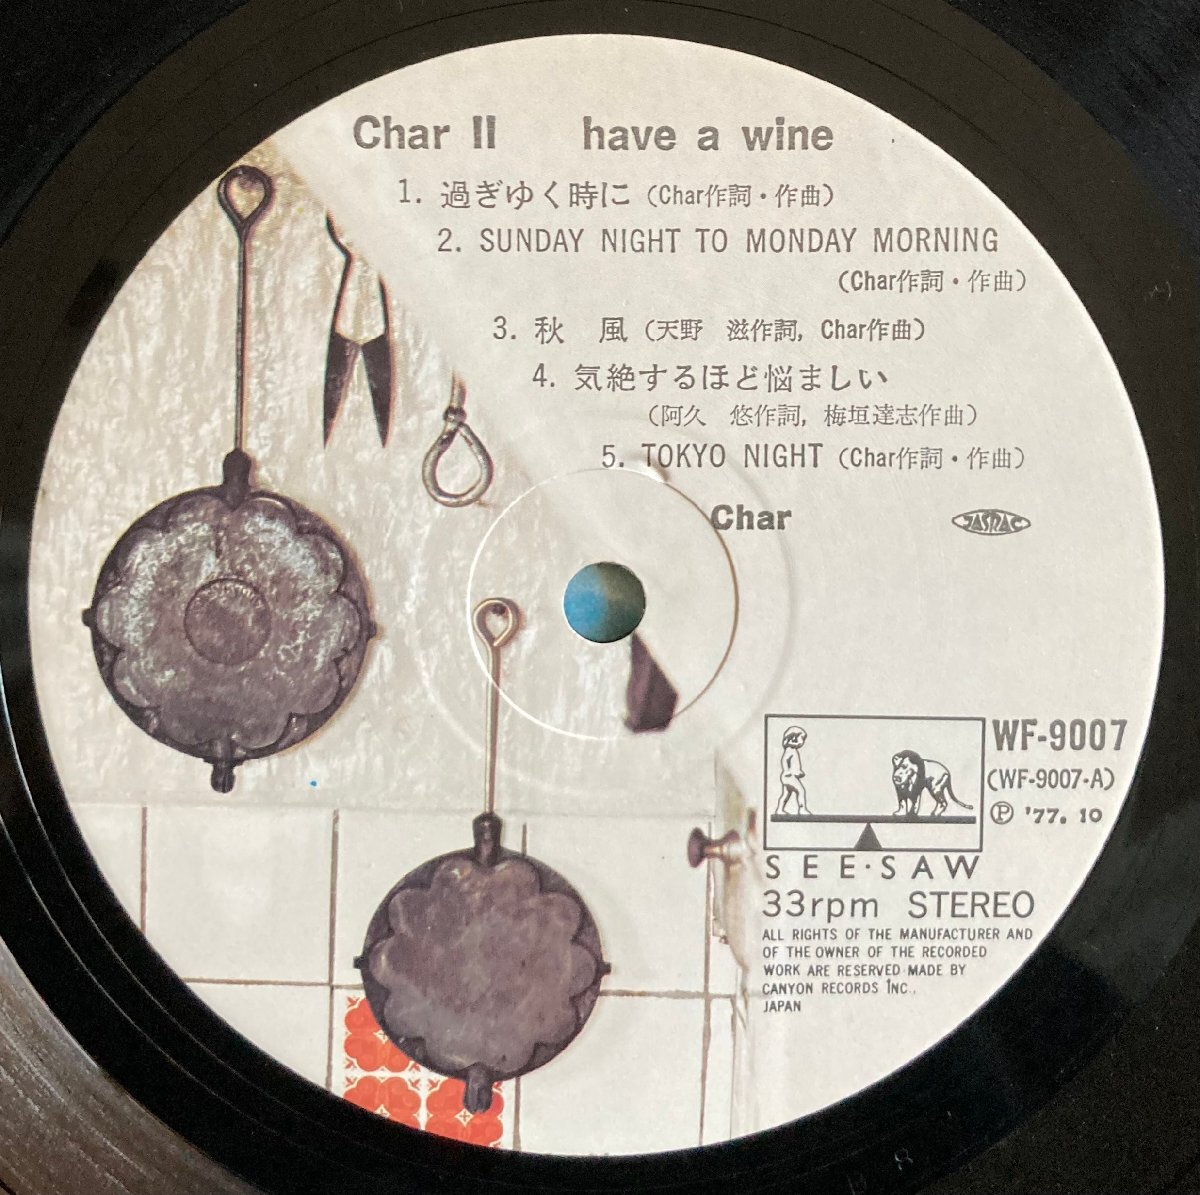 Char II have a wine
1. 過ぎゆく時に (Char作詞・作曲)
2. SUNDAY NIGHT TO MONDAY MORNING
(Char作詞・作曲)
3. 秋 風 (天野 滋作詞, Char作曲)
4. 気絶するほど悩ましい
(阿久 悠作詞, 梅垣達志作曲)
5. TOKYO NIGHT (Char作詞・作曲)
Char
JASRAC
WF-9007
(WF-9007-A)
Ⓟ '77. 10
SEE・SAW
33rpm STEREO
ALL RIGHTS OF THE MANUFACTURER AND
OF THE OWNER OF THE RECORDED
WORK ARE RESERVED・MADE BY
CANYON RECORDS INC.,
JAPAN